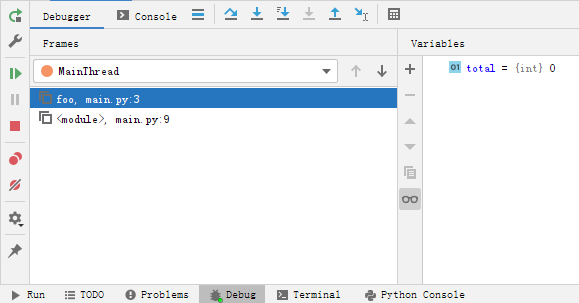 Debugger
Console
Frames
Variables
MainThread
foo, main.py:3
<module>, main.py:9
01 total = {int} 0
Run
TODO
Problems
Debug
Terminal
Python Console